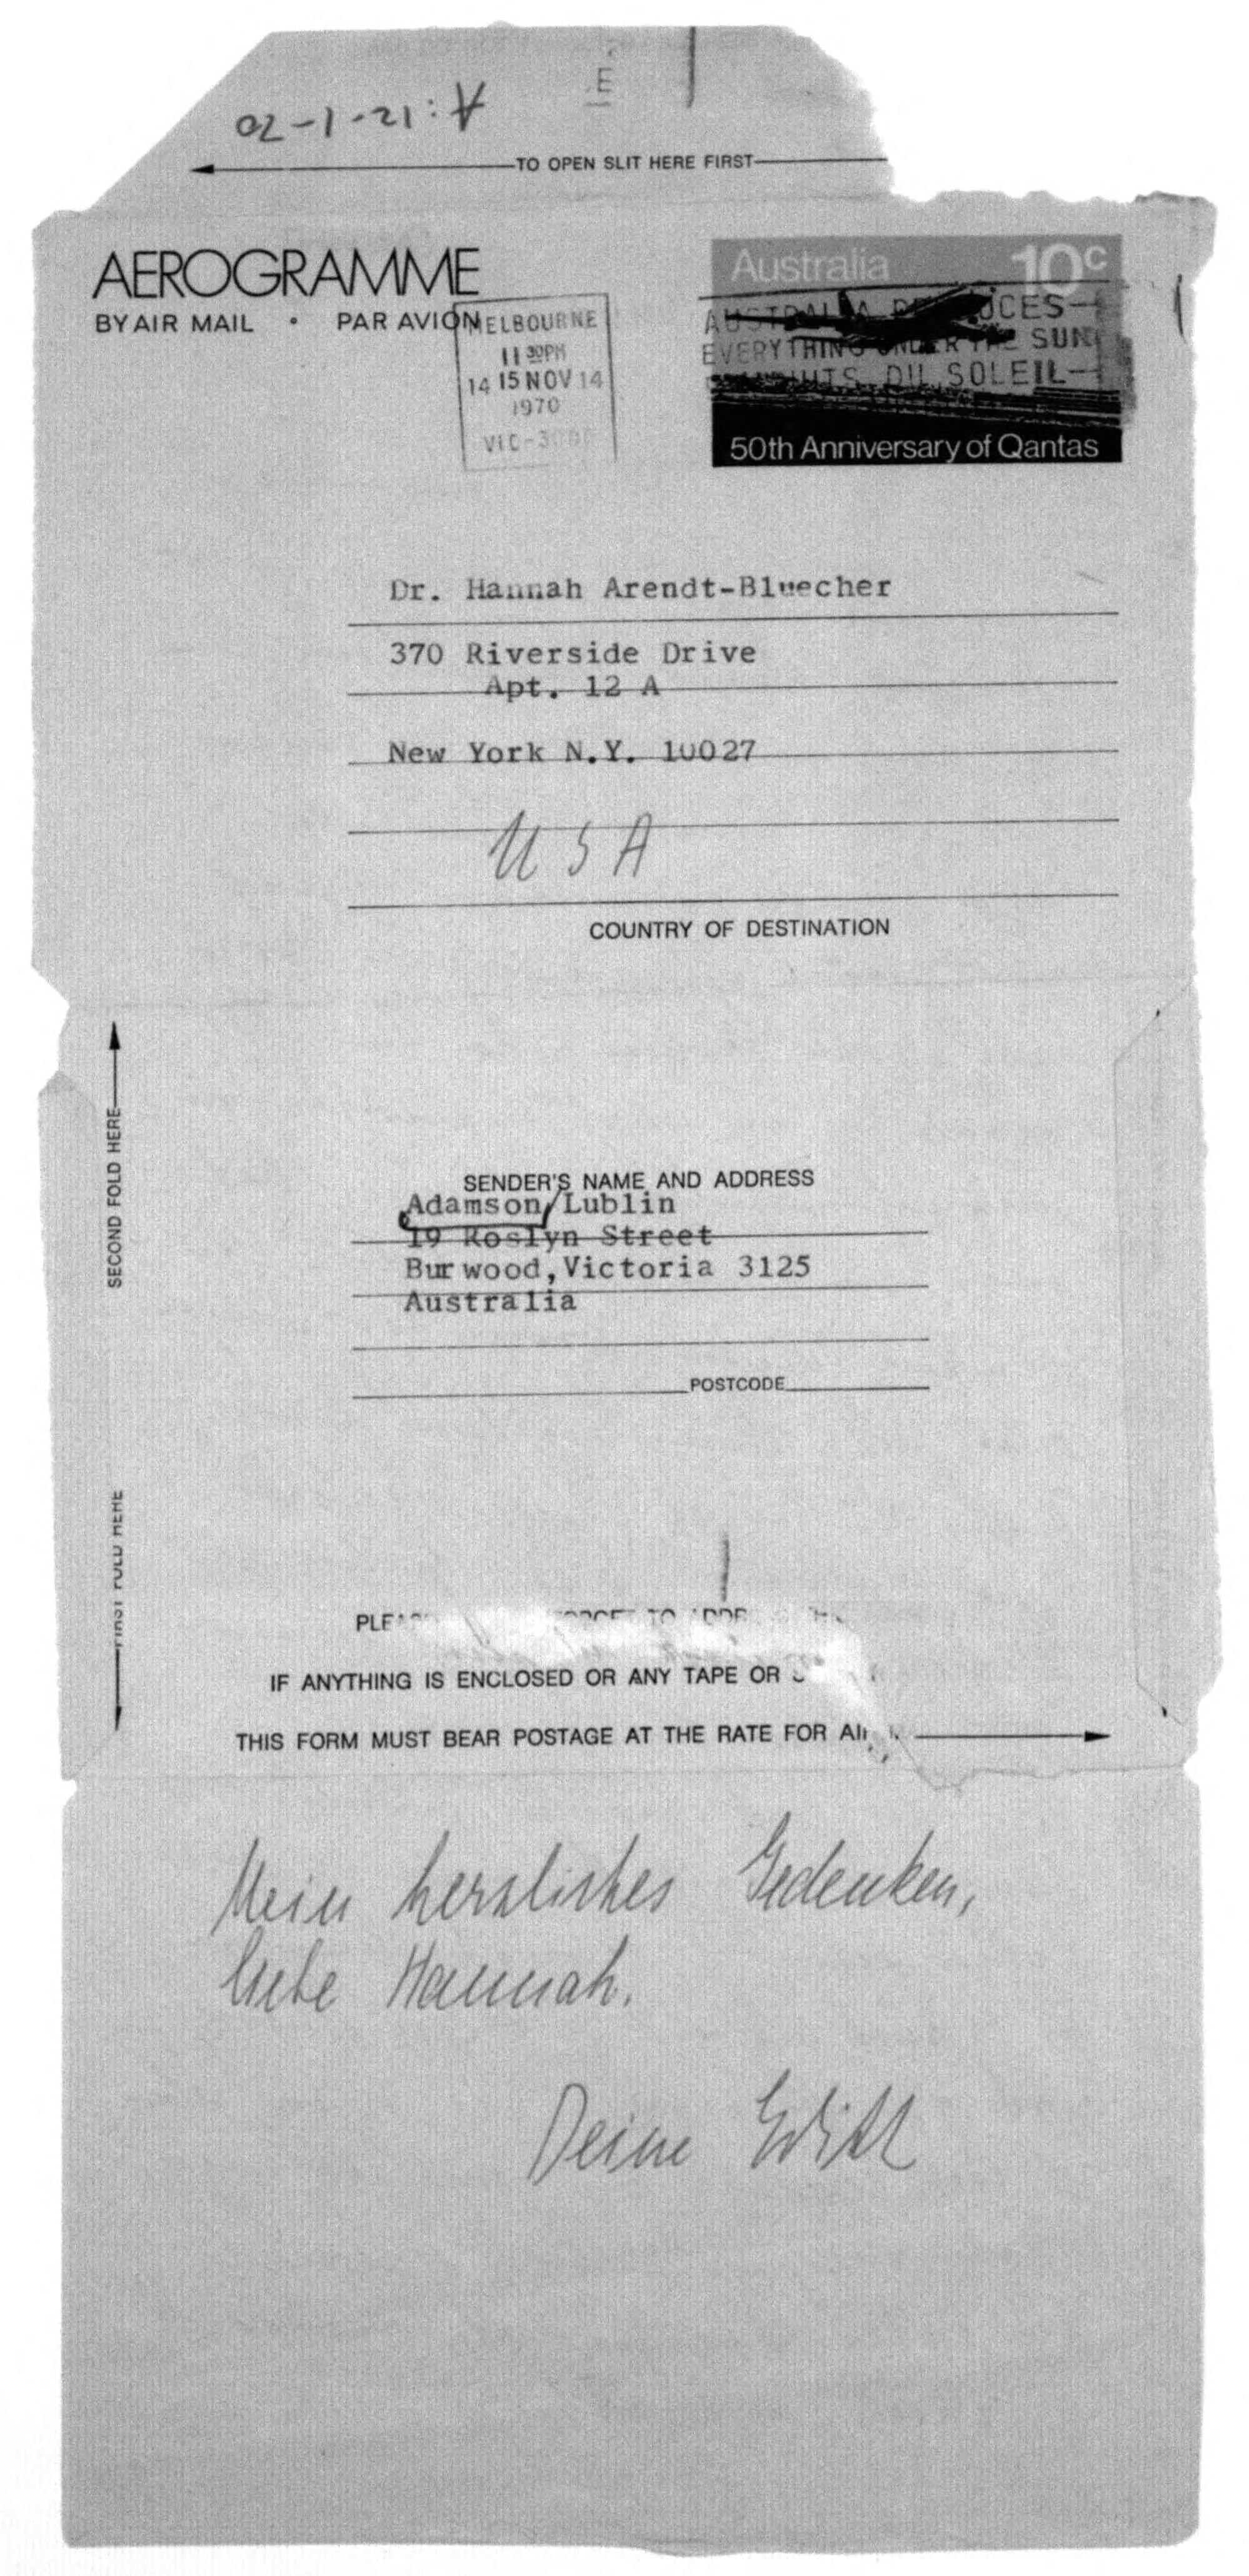 A: 12-1-70
TO OPEN SLIT HERE FIRST
AEROGRAMME
BY AIR MAIL • PAR AVION
MELBOURNE
11 30PM
14 15 NOV 14
1970
VIC-3000
Australia 10c
AUSTRALIA PRODUCES
EVERYTHING UNDER THE SUN
DU SOLEIL
50th Anniversary of Qantas
Dr. Hannah Arendt-Bluecher
370 Riverside Drive
Apt. 12 A
New York N.Y. 10027
USA
COUNTRY OF DESTINATION
SECOND FOLD HERE
SENDER'S NAME AND ADDRESS
Adamson/Lublin
19 Roslyn Street
Burwood, Victoria 3125
Australia
POSTCODE
FIRST FOLD HERE
FORGET TO
IF ANYTHING IS ENCLOSED OR ANY TAPE OR
THIS FORM MUST BEAR POSTAGE AT THE RATE FOR AIR
Mein herzliches Gedenken,
liebe Hannah.
Deine Edith